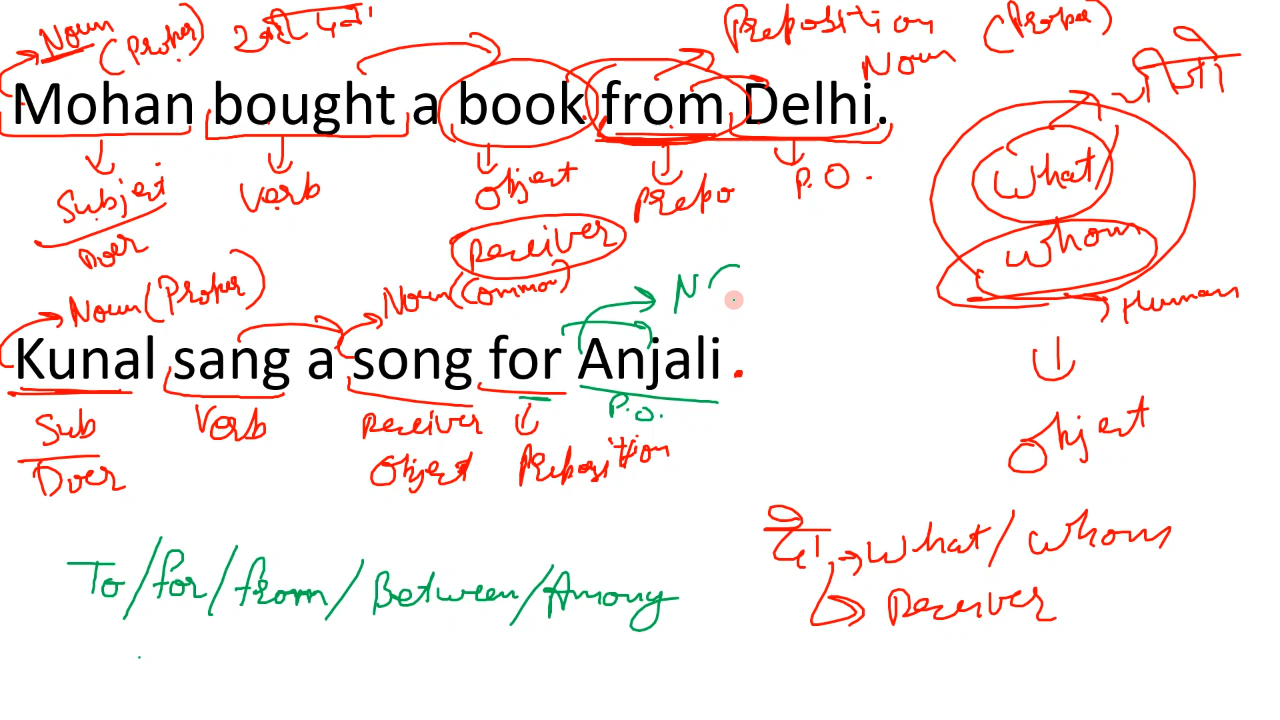 Noun (Proper) Preposition Noun (Proper)
Mohan bought a book from Delhi.
Subject Verb Object Prepo P.O.
Doer Receiver
What/
Whom
Human
Object
Noun (Proper) Noun (Common) N
Kunal sang a song for Anjali.
Sub Verb Receiver P.O.
Doer Object Preposition
To/for/from/Between/Among
दो → What/Whom
Receiver